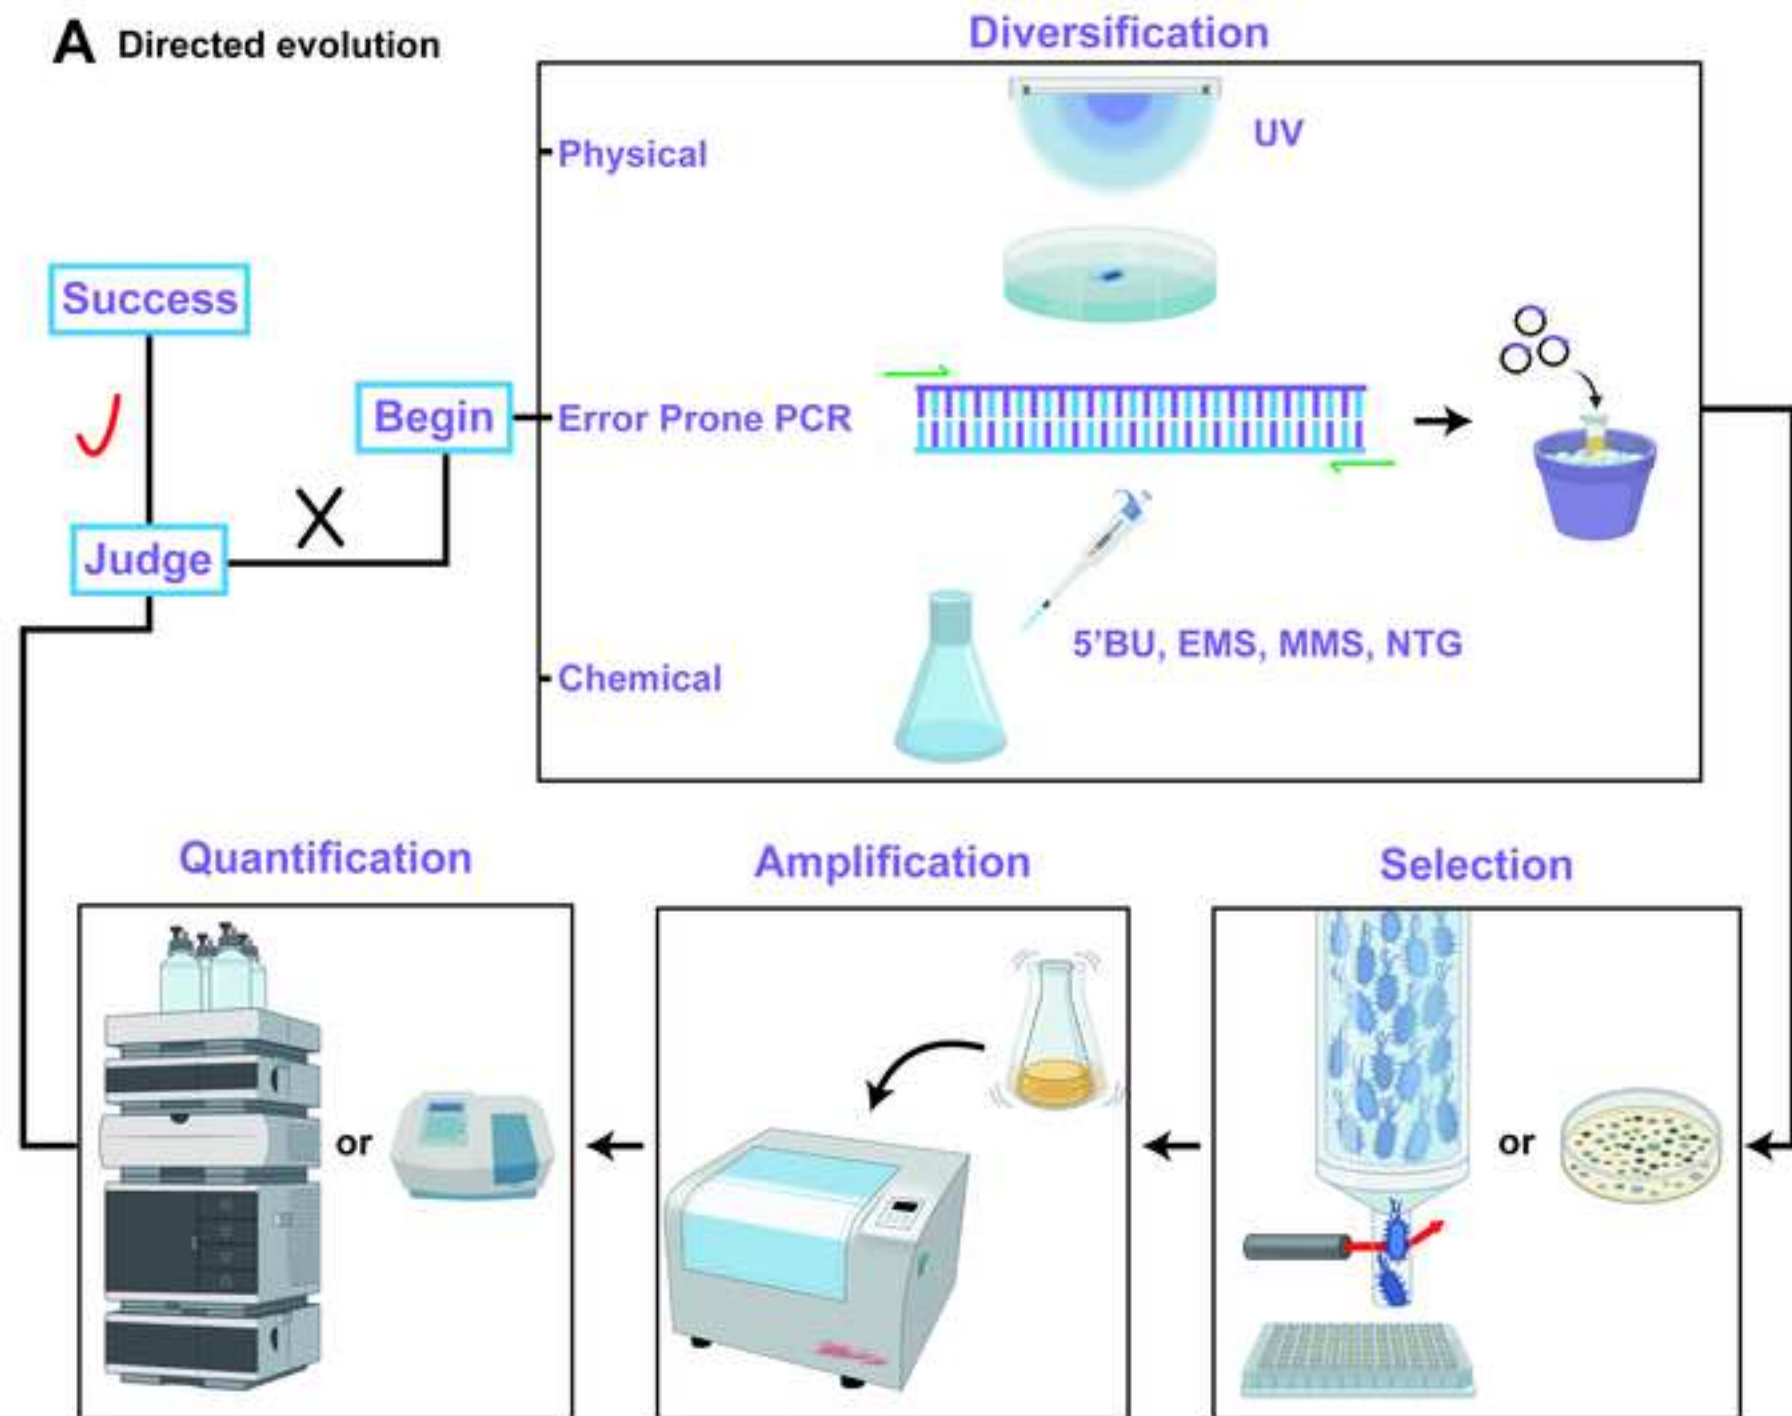 A Directed evolution
Diversification
Physical
UV
Success
Begin
Error Prone PCR
Judge
X
5'BU, EMS, MMS, NTG
Chemical
Quantification
Amplification
Selection
or
or